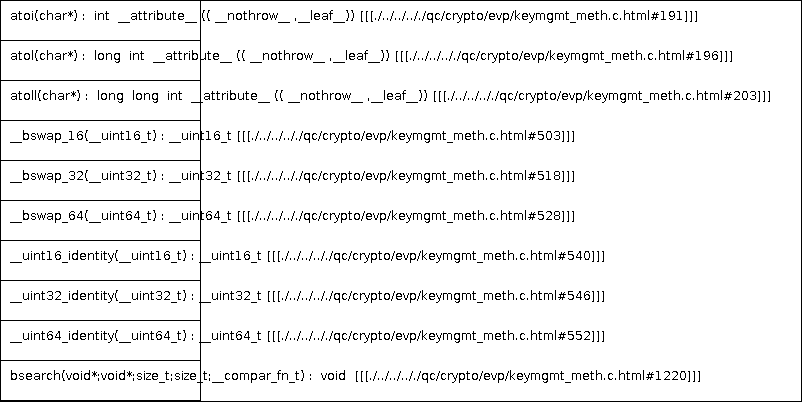 atoi(char*) : int __attribute__ (( __nothrow__ ,__leaf__)) [[[./../../.././qc/crypto/evp/keymgmt_meth.c.html#191]]]
atol(char*) : long int __attribute__ (( __nothrow__ ,__leaf__)) [[[./../../.././qc/crypto/evp/keymgmt_meth.c.html#196]]]
atoll(char*) : long long int __attribute__ (( __nothrow__ ,__leaf__)) [[[./../../.././qc/crypto/evp/keymgmt_meth.c.html#203]]]
__bswap_16(__uint16_t) : __uint16_t [[[./../../.././qc/crypto/evp/keymgmt_meth.c.html#503]]]
__bswap_32(__uint32_t) : __uint32_t [[[./../../.././qc/crypto/evp/keymgmt_meth.c.html#518]]]
__bswap_64(__uint64_t) : __uint64_t [[[./../../.././qc/crypto/evp/keymgmt_meth.c.html#528]]]
__uint16_identity(__uint16_t) : __uint16_t [[[./../../.././qc/crypto/evp/keymgmt_meth.c.html#540]]]
__uint32_identity(__uint32_t) : __uint32_t [[[./../../.././qc/crypto/evp/keymgmt_meth.c.html#546]]]
__uint64_identity(__uint64_t) : __uint64_t [[[./../../.././qc/crypto/evp/keymgmt_meth.c.html#552]]]
bsearch(void*;void*;size_t;size_t;__compar_fn_t) : void [[[./../../.././qc/crypto/evp/keymgmt_meth.c.html#1220]]]